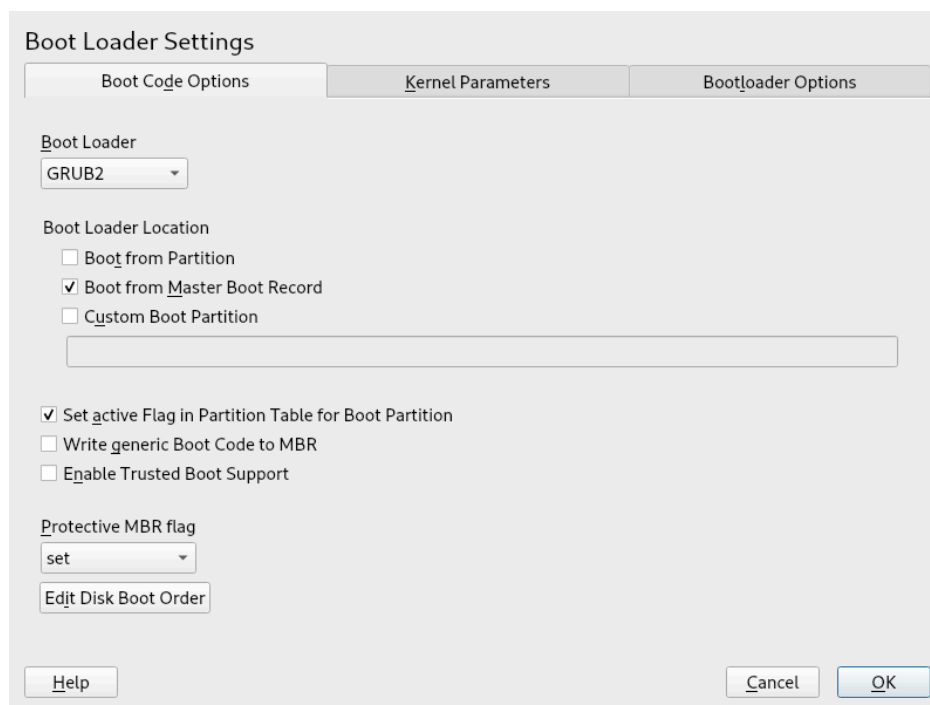 Boot Loader Settings
Boot Code Options Kernel Parameters Bootloader Options
Boot Loader
GRUB2
Boot Loader Location
Boot from Partition
Boot from Master Boot Record
Custom Boot Partition
Set active Flag in Partition Table for Boot Partition
Write generic Boot Code to MBR
Enable Trusted Boot Support
Protective MBR flag
set
Edit Disk Boot Order
Help Cancel OK